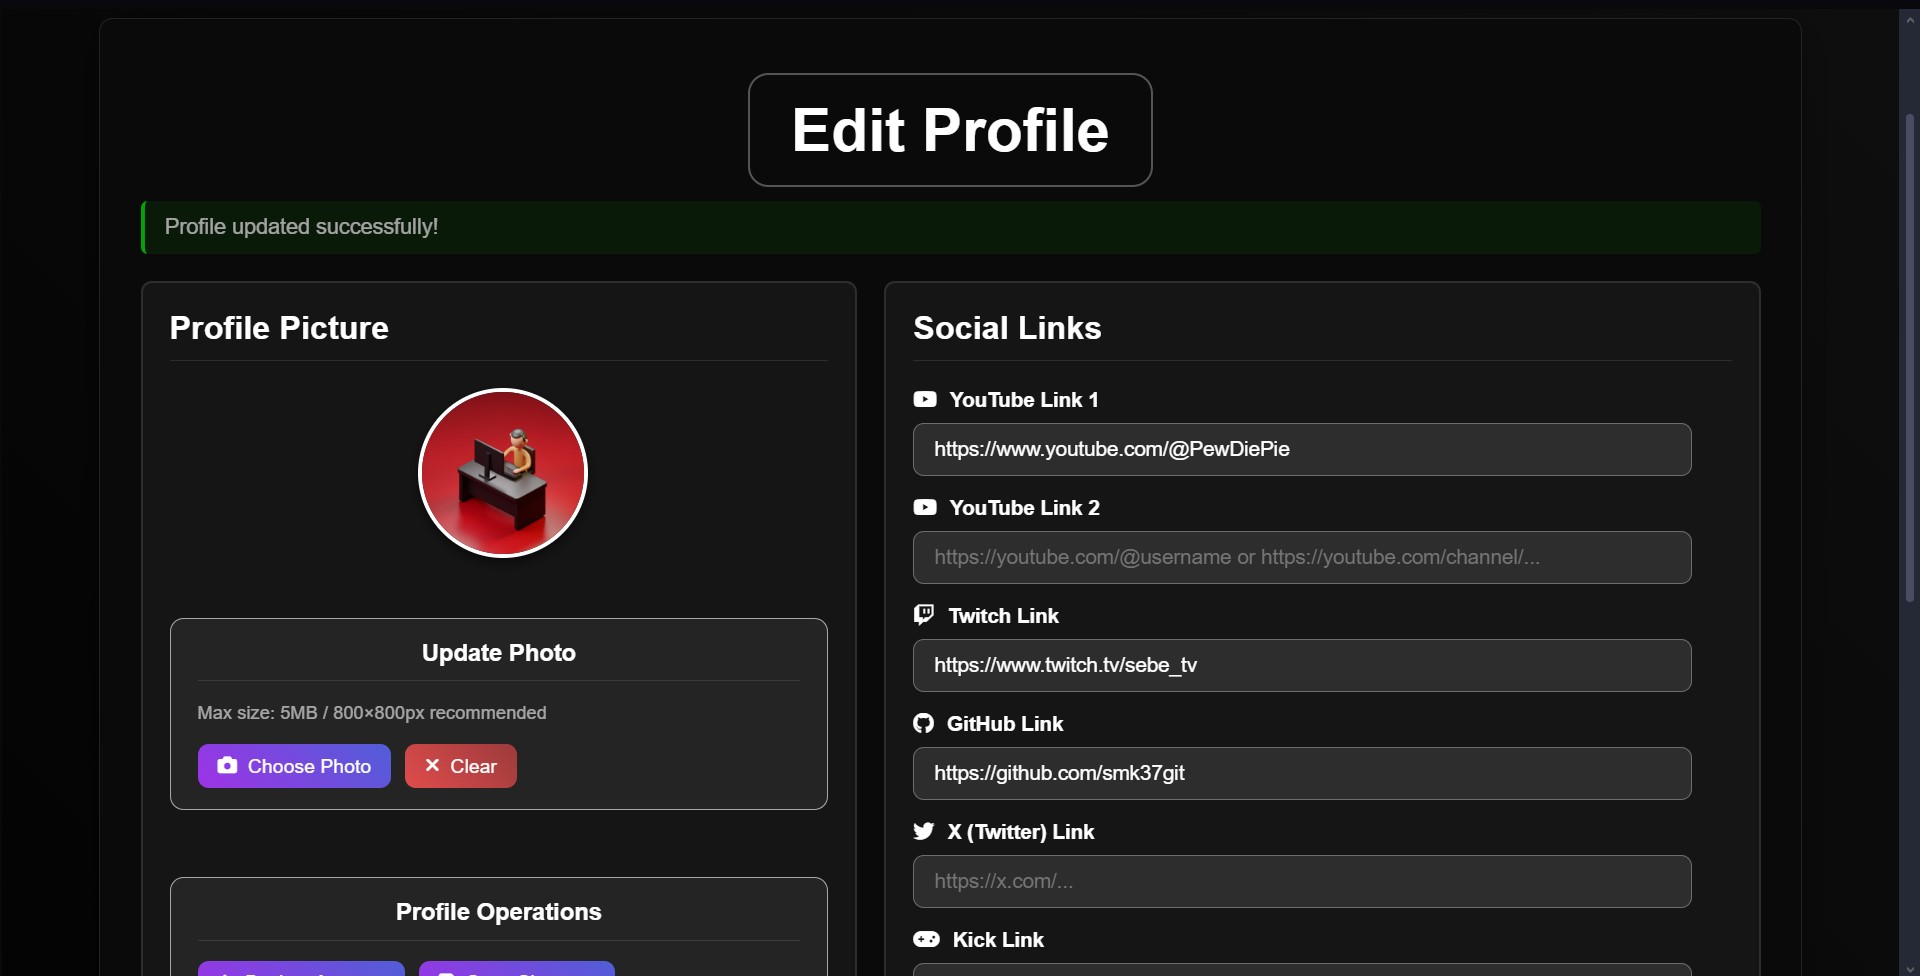 Edit Profile
Profile updated successfully!
Profile Picture
Update Photo
Max size: 5MB / 800×800px recommended
Choose Photo
Clear
Profile Operations
Social Links
YouTube Link 1
https://www.youtube.com/@PewDiePie
YouTube Link 2
https://youtube.com/@username or https://youtube.com/channel/...
Twitch Link
https://www.twitch.tv/sebe_tv
GitHub Link
https://github.com/smk37git
X (Twitter) Link
https://x.com/...
Kick Link